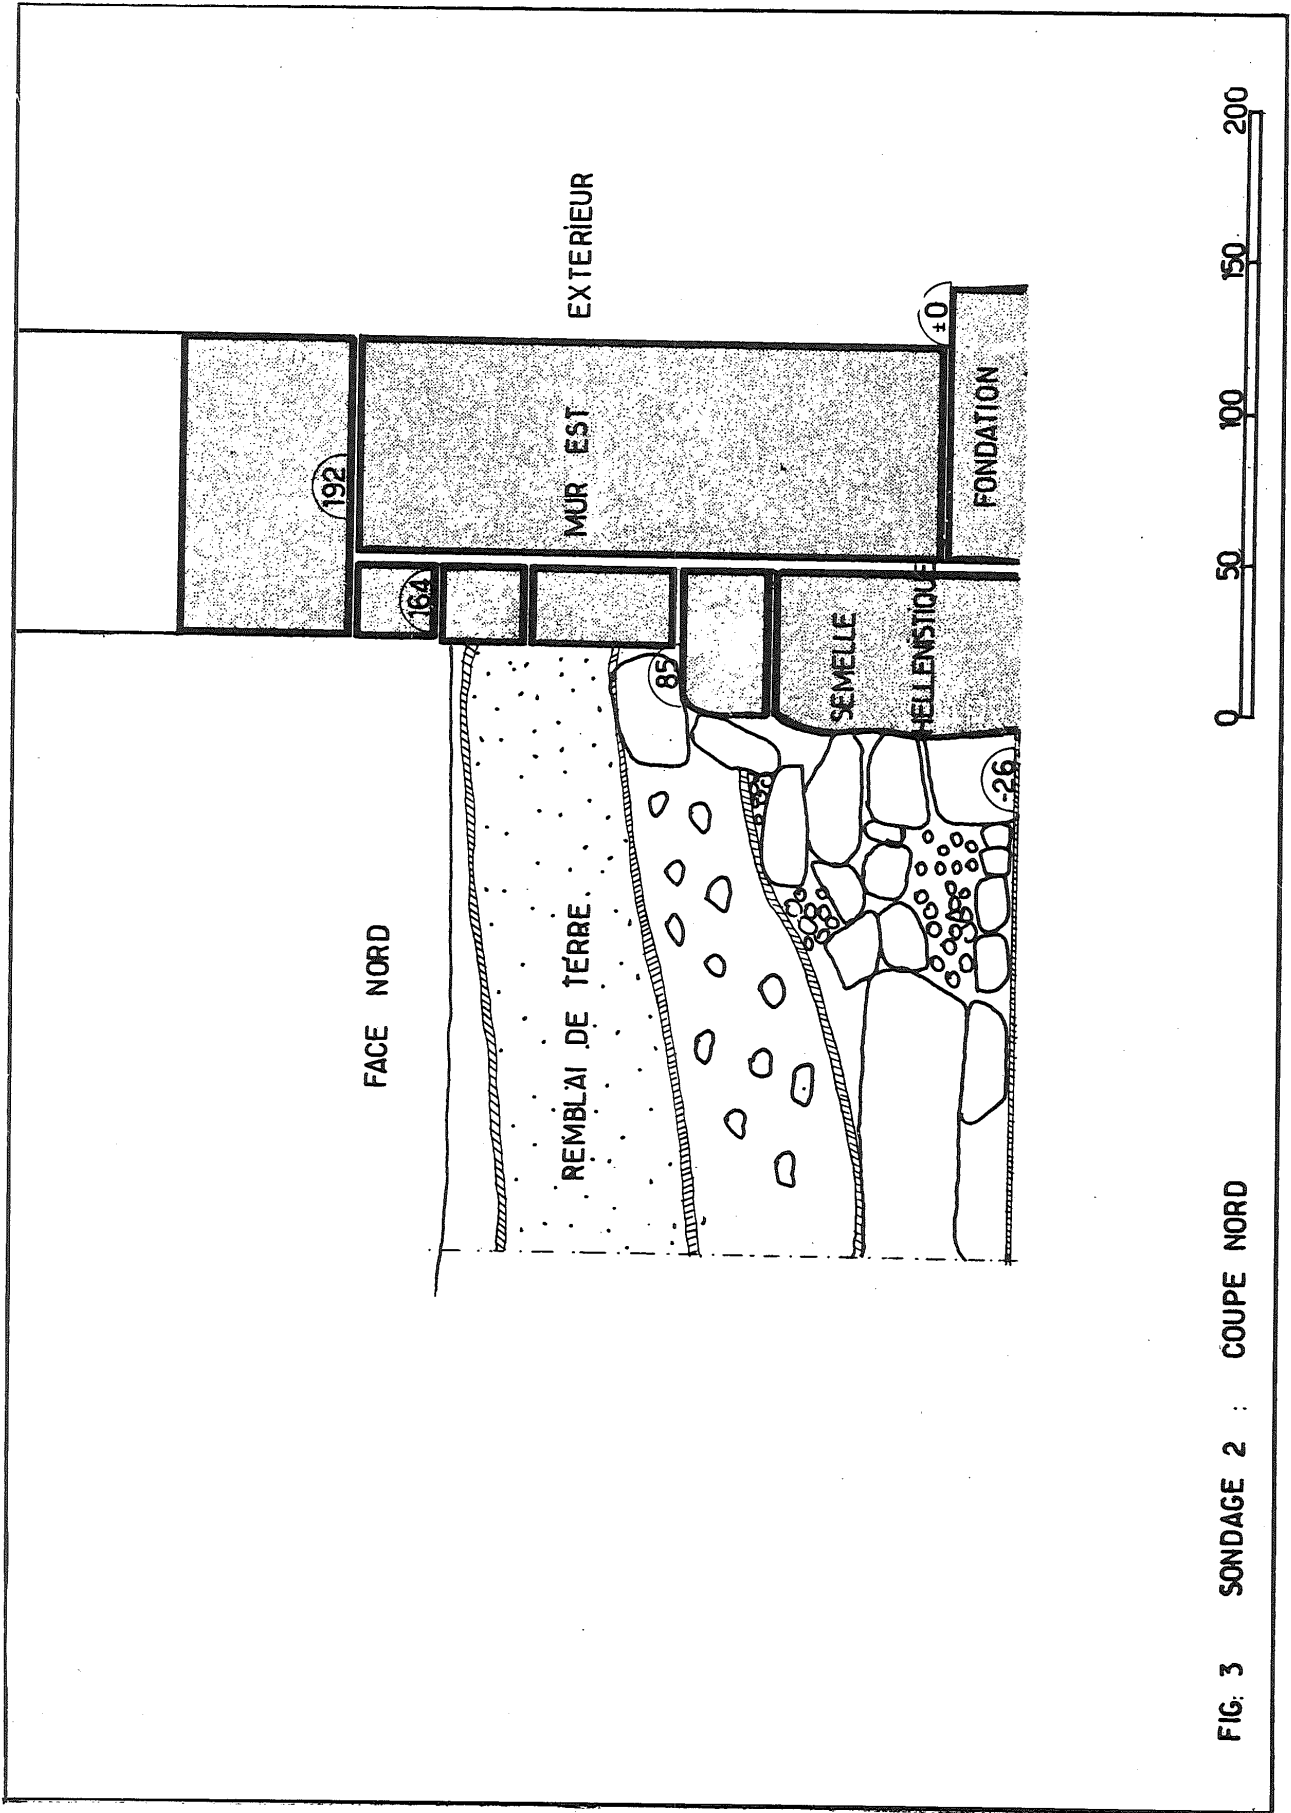 FACE NORD
192
164
EXTERIEUR
MUR EST
REMBLAI DE TERRE
85
SEMELLE
HELLENISTIQUE
±0
FONDATION
-26
FIG. 3 SONDAGE 2 : COUPE NORD
0 50 100 150 200